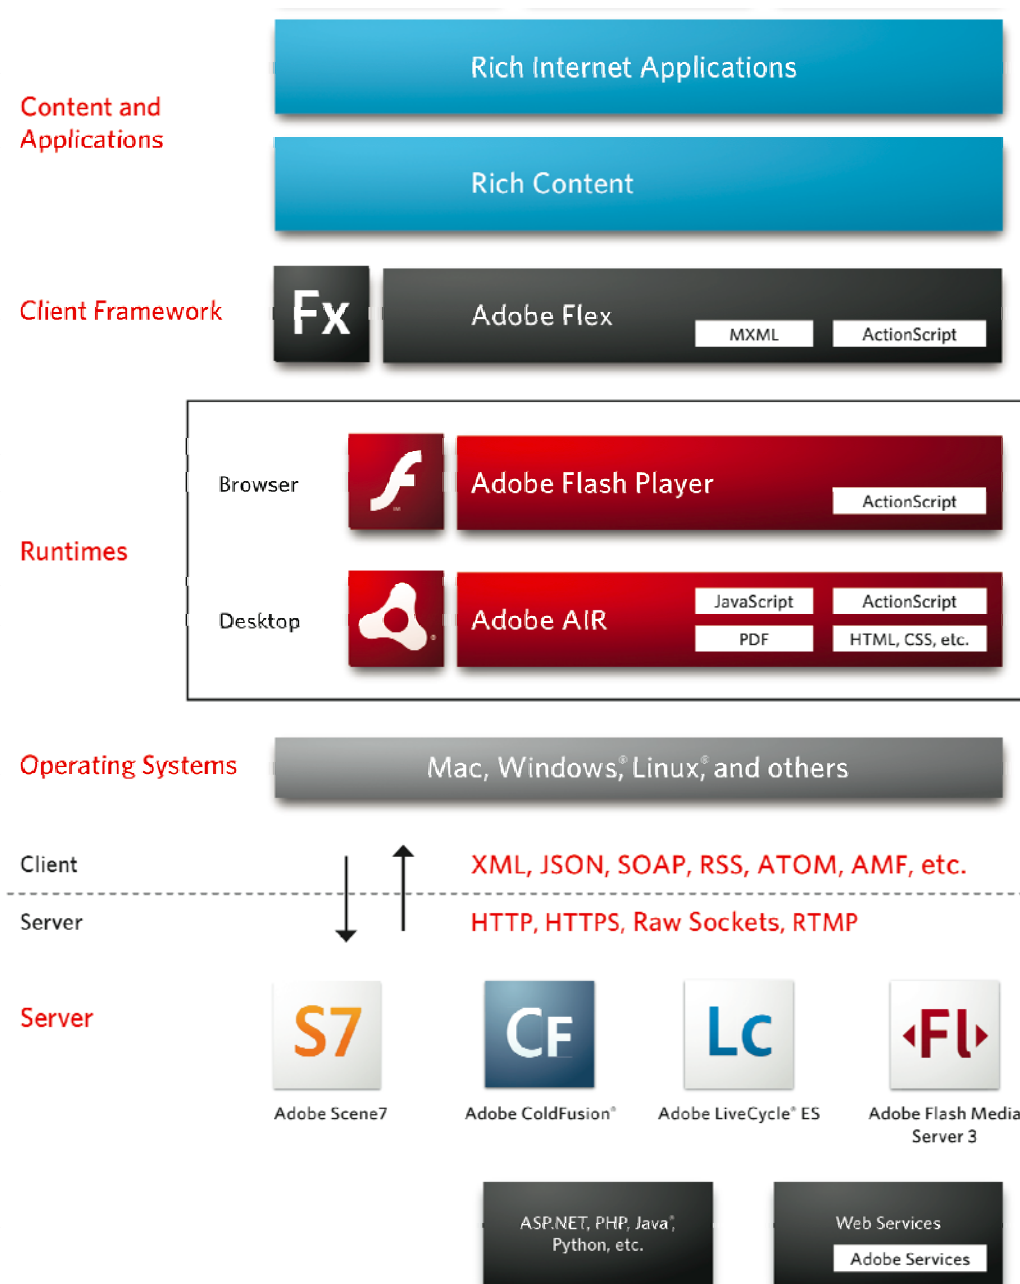 Rich Internet Applications
Content and
Applications
Rich Content
Client Framework
Fx
Adobe Flex
MXML
ActionScript
Browser
Adobe Flash Player
ActionScript
Runtimes
Desktop
Adobe AIR
JavaScript
ActionScript
PDF
HTML, CSS, etc.
Operating Systems
Mac, Windows,® Linux,® and others
Client
XML, JSON, SOAP, RSS, ATOM, AMF, etc.
Server
HTTP, HTTPS, Raw Sockets, RTMP
Server
S7
CF
LC
Fl
Adobe Scene7
Adobe ColdFusion®
Adobe LiveCycle® ES
Adobe Flash Media
Server 3
ASP.NET, PHP, Java®,
Python, etc.
Web Services
Adobe Services